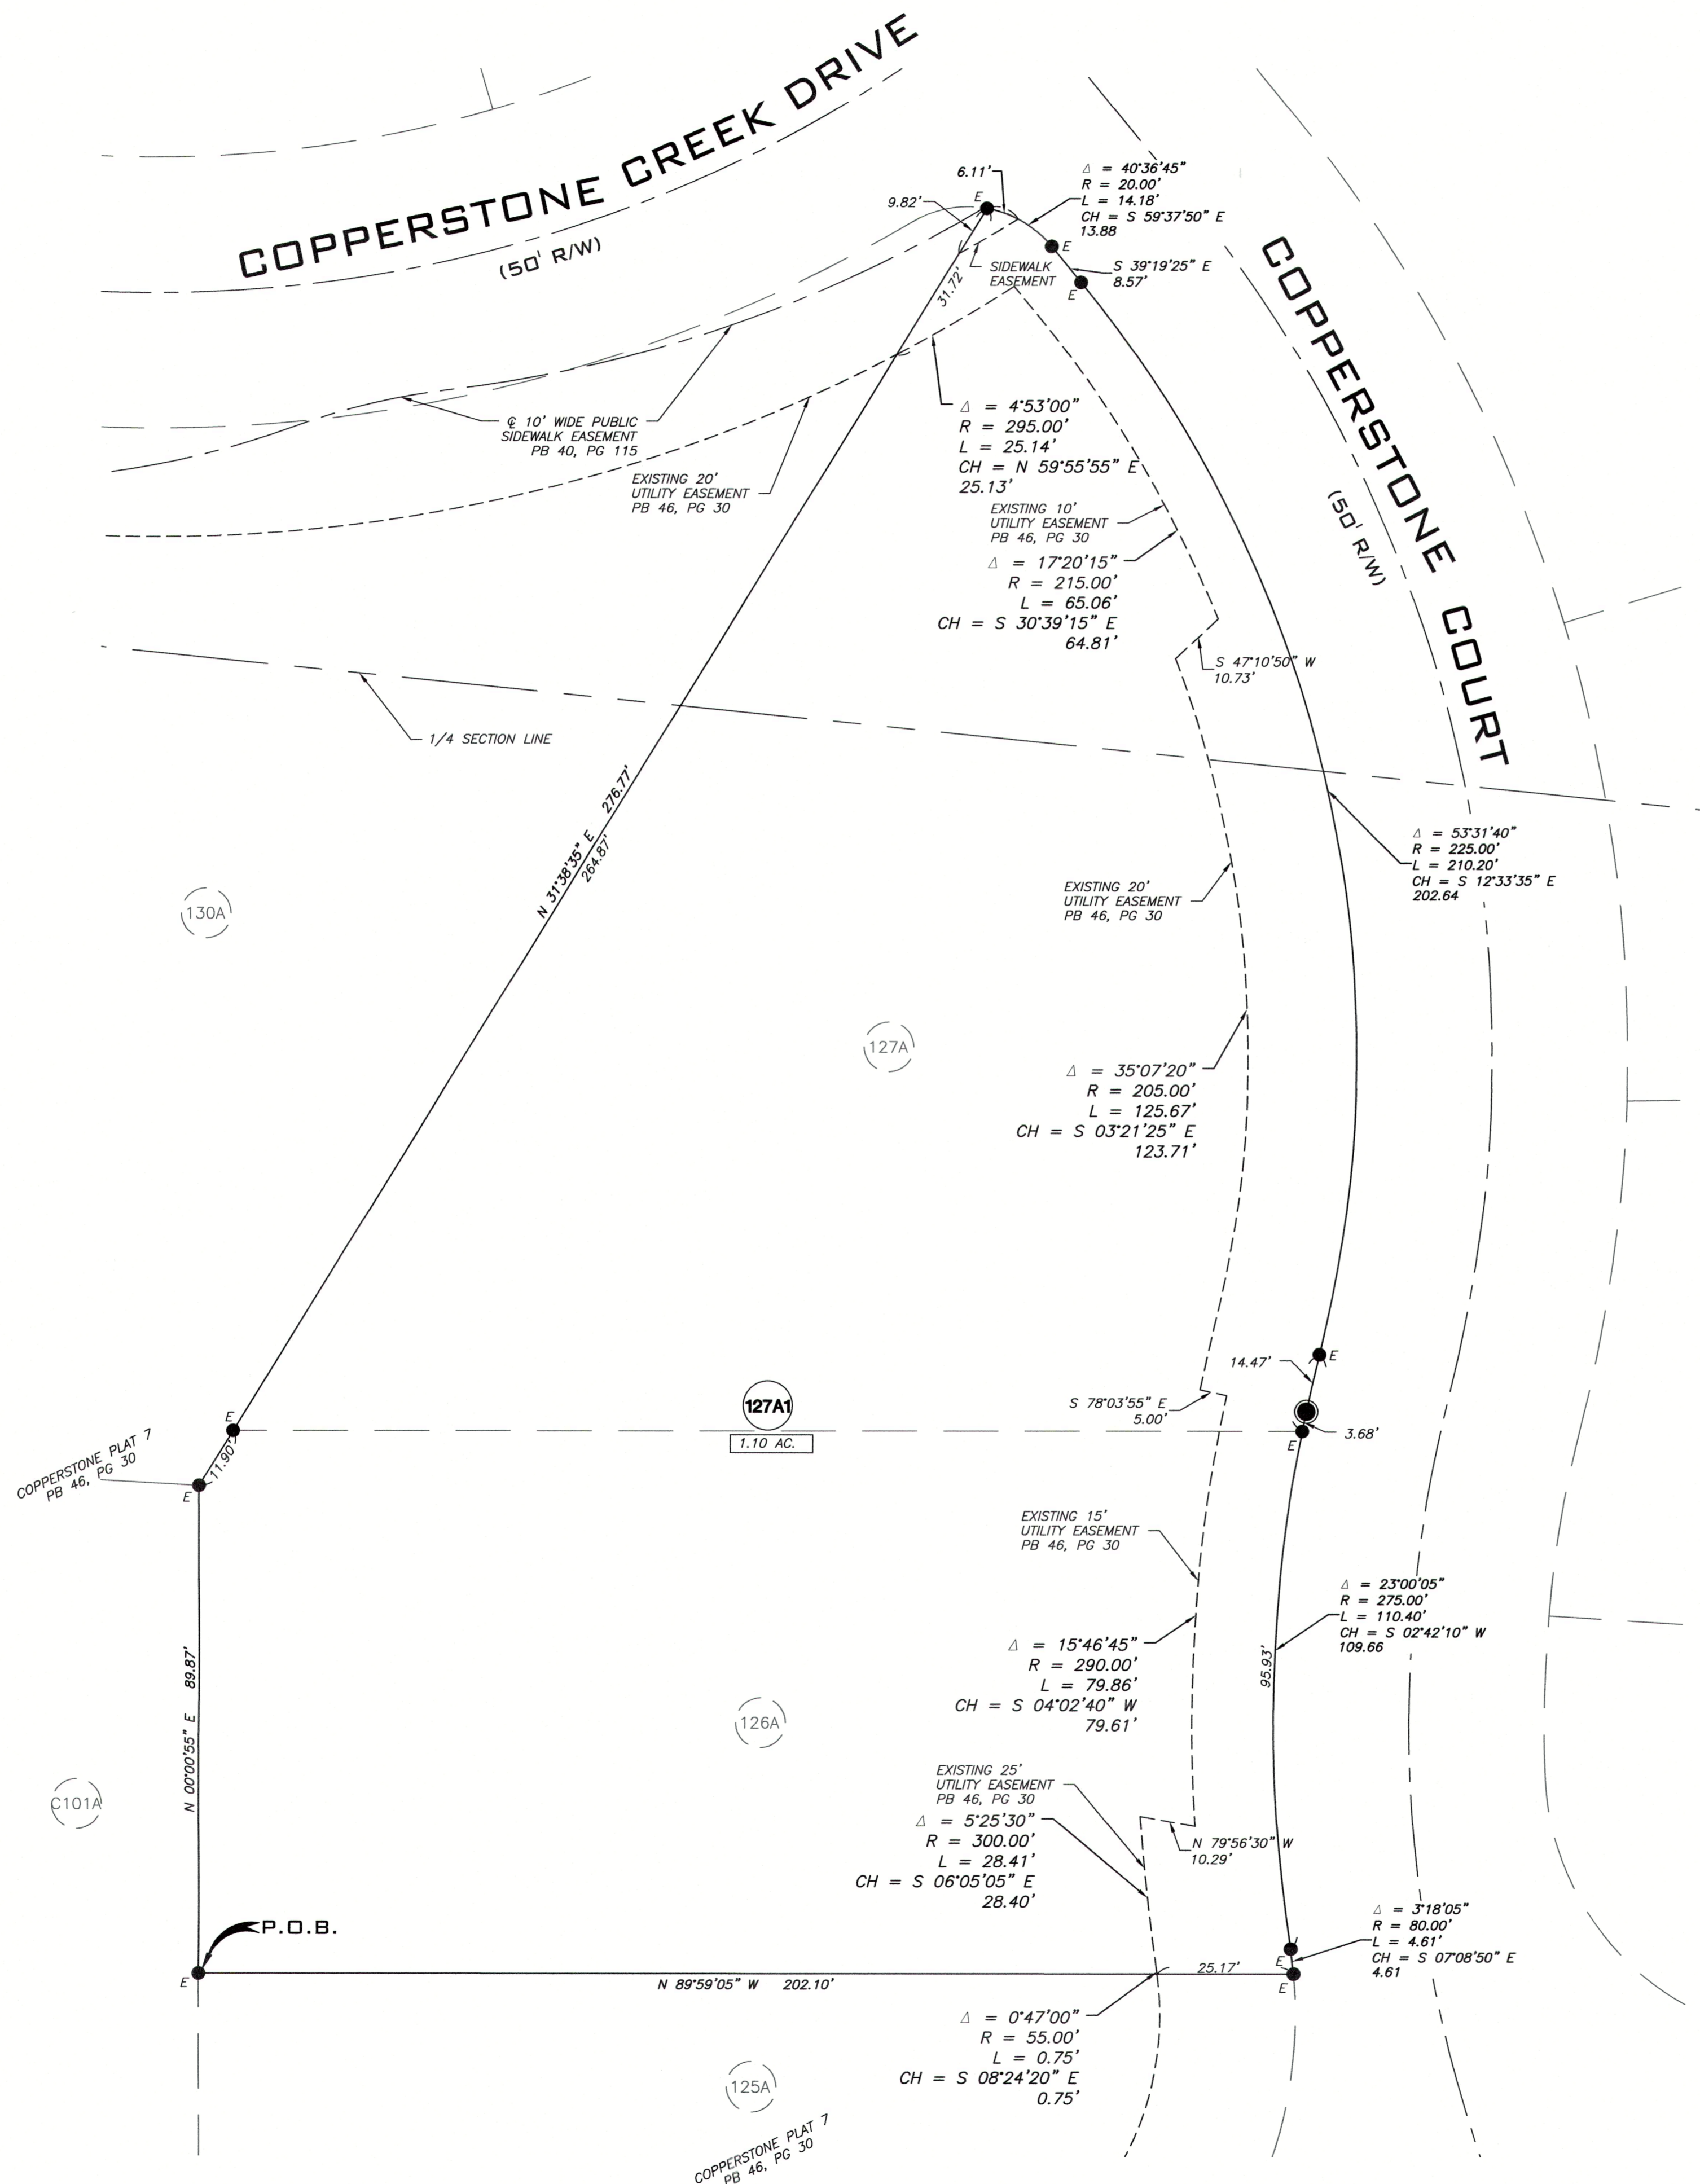 COPPERSTONE CREEK DRIVE
(50' R/W)
COPPERSTONE COURT
(50' R/W)
6.11'
9.82'
E
Δ = 40°36'45"
R = 20.00'
L = 14.18'
CH = S 59°37'50" E
13.88
E
S 39°19'25" E
8.57'
E
SIDEWALK
EASEMENT
31.72'
℄ 10' WIDE PUBLIC
SIDEWALK EASEMENT
PB 40, PG 115
EXISTING 20'
UTILITY EASEMENT
PB 46, PG 30
Δ = 4°53'00"
R = 295.00'
L = 25.14'
CH = N 59°55'55" E
25.13'
EXISTING 10'
UTILITY EASEMENT
PB 46, PG 30
Δ = 17°20'15"
R = 215.00'
L = 65.06'
CH = S 30°39'15" E
64.81'
S 47°10'50" W
10.73'
1/4 SECTION LINE
N 31°38'35" E 276.77'
264.87'
Δ = 53°31'40"
R = 225.00'
L = 210.20'
CH = S 12°33'35" E
202.64
EXISTING 20'
UTILITY EASEMENT
PB 46, PG 30
130A
127A
Δ = 35°07'20"
R = 205.00'
L = 125.67'
CH = S 03°21'25" E
123.71'
14.47'
E
S 78°03'55" E
5.00'
3.68'
E
127A1
1.10 AC.
E
11.90'
COPPERSTONE PLAT 7
PB 46, PG 30
E
EXISTING 15'
UTILITY EASEMENT
PB 46, PG 30
Δ = 23°00'05"
R = 275.00'
L = 110.40'
CH = S 02°42'10" W
109.66
95.93'
Δ = 15°46'45"
R = 290.00'
L = 79.86'
CH = S 04°02'40" W
79.61'
N 00°00'55" E 89.87'
126A
C101A
EXISTING 25'
UTILITY EASEMENT
PB 46, PG 30
Δ = 5°25'30"
R = 300.00'
L = 28.41'
CH = S 06°05'05" E
28.40'
N 79°56'30" W
10.29'
Δ = 3°18'05"
R = 80.00'
L = 4.61'
CH = S 07°08'50" E
4.61
P.O.B.
E
N 89°59'05" W 202.10'
25.17'
E
E
Δ = 0°47'00"
R = 55.00'
L = 0.75'
CH = S 08°24'20" E
0.75'
125A
COPPERSTONE PLAT 7
PB 46, PG 30